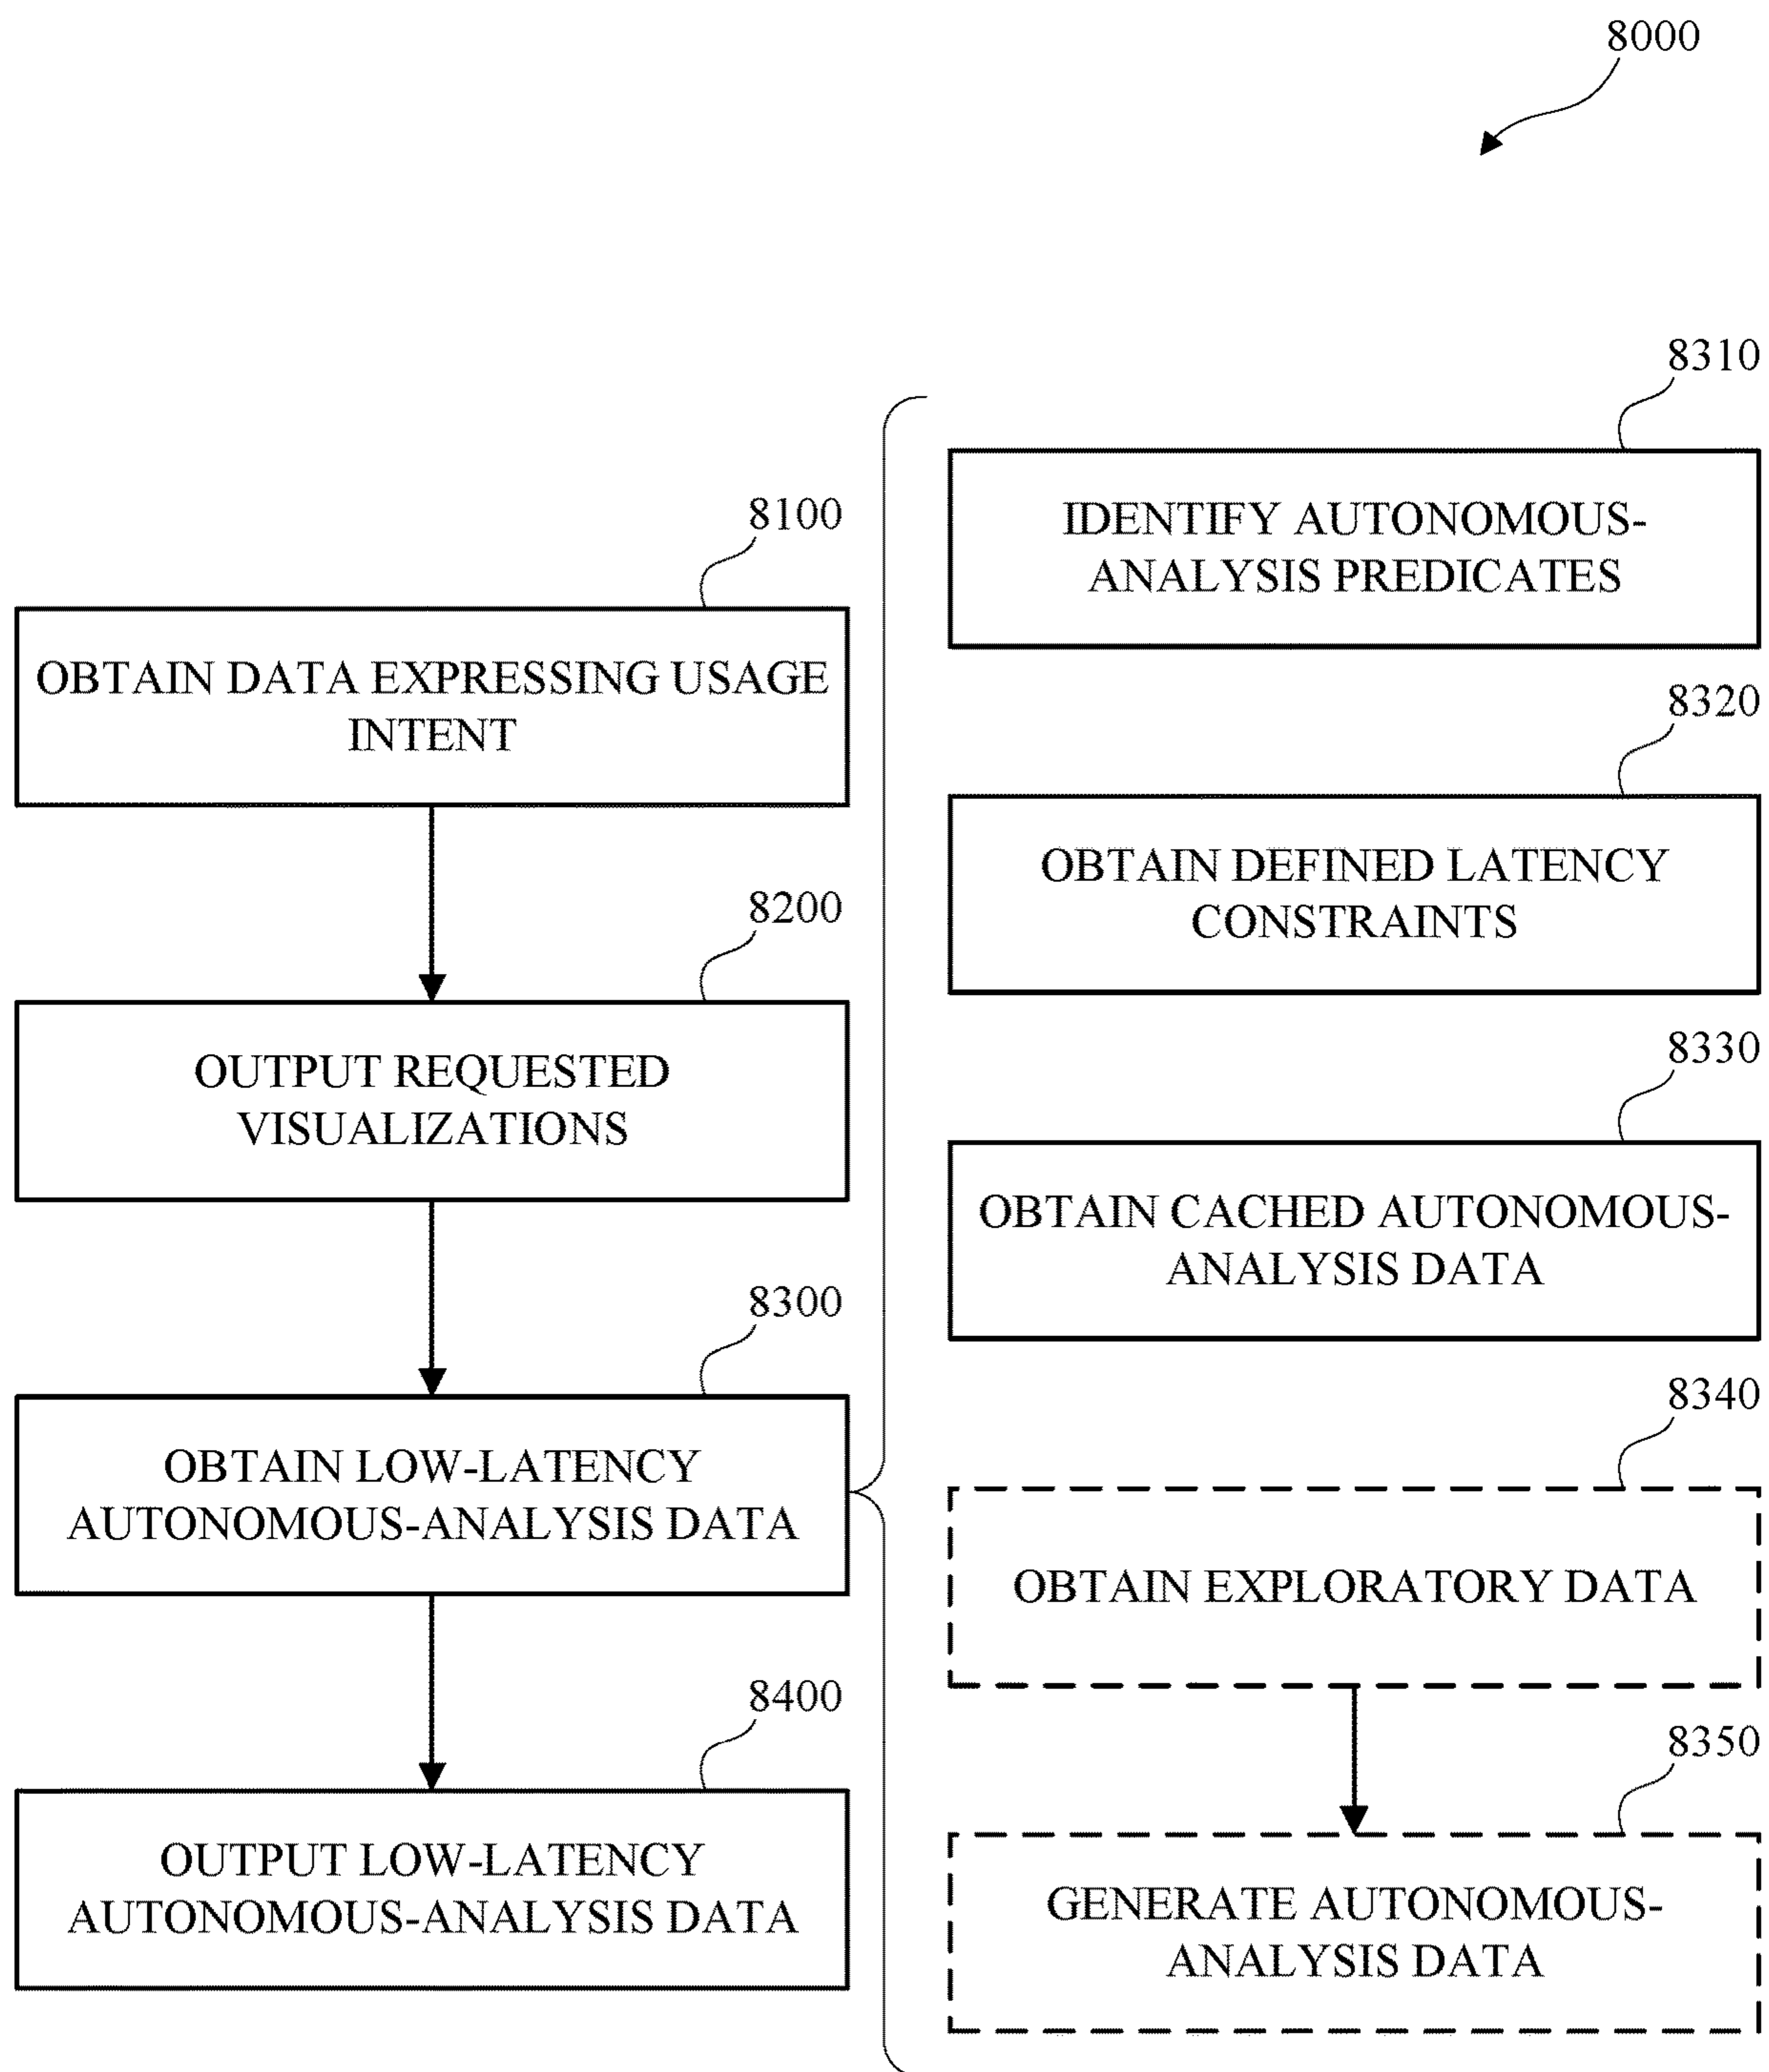 8000
8100
OBTAIN DATA EXPRESSING USAGE
INTENT
8200
OUTPUT REQUESTED
VISUALIZATIONS
8300
OBTAIN LOW-LATENCY
AUTONOMOUS-ANALYSIS DATA
8400
OUTPUT LOW-LATENCY
AUTONOMOUS-ANALYSIS DATA
8310
IDENTIFY AUTONOMOUS-
ANALYSIS PREDICATES
8320
OBTAIN DEFINED LATENCY
CONSTRAINTS
8330
OBTAIN CACHED AUTONOMOUS-
ANALYSIS DATA
8340
OBTAIN EXPLORATORY DATA
8350
GENERATE AUTONOMOUS-
ANALYSIS DATA